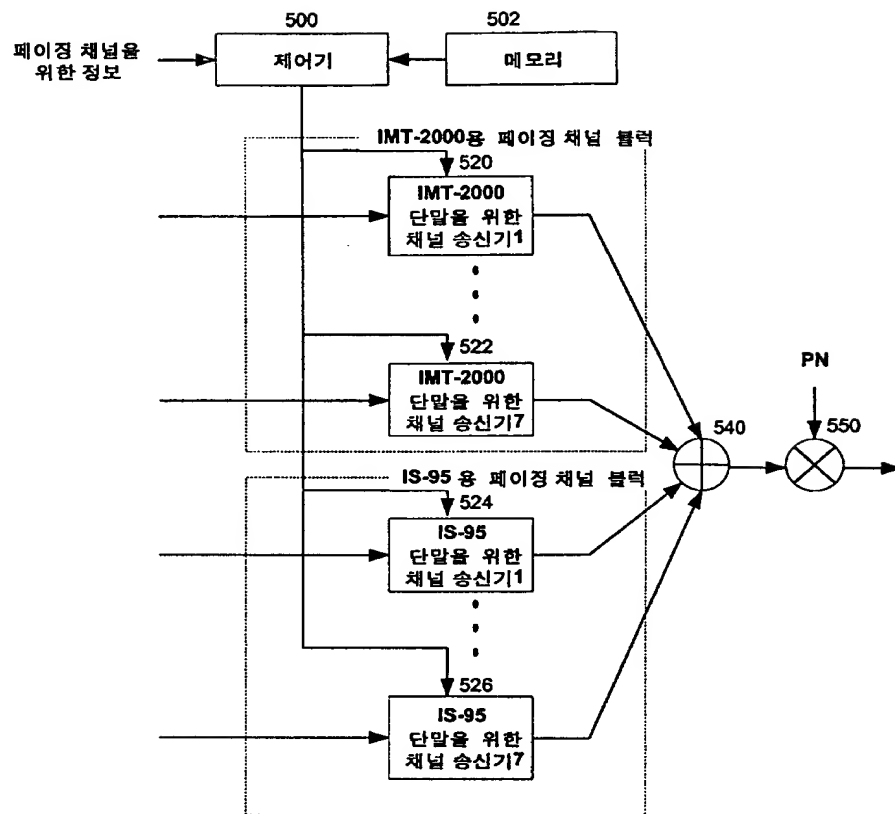 500
502
페이징 채널을
위한 정보
제어기
메모리
IMT-2000용 페이징 채널 블럭
520
IMT-2000
단말을 위한
채널 송신기1
522
IMT-2000
단말을 위한
채널 송신기7
PN
540
550
IS-95 용 페이징 채널 블럭
524
IS-95
단말을 위한
채널 송신기1
526
IS-95
단말을 위한
채널 송신기7